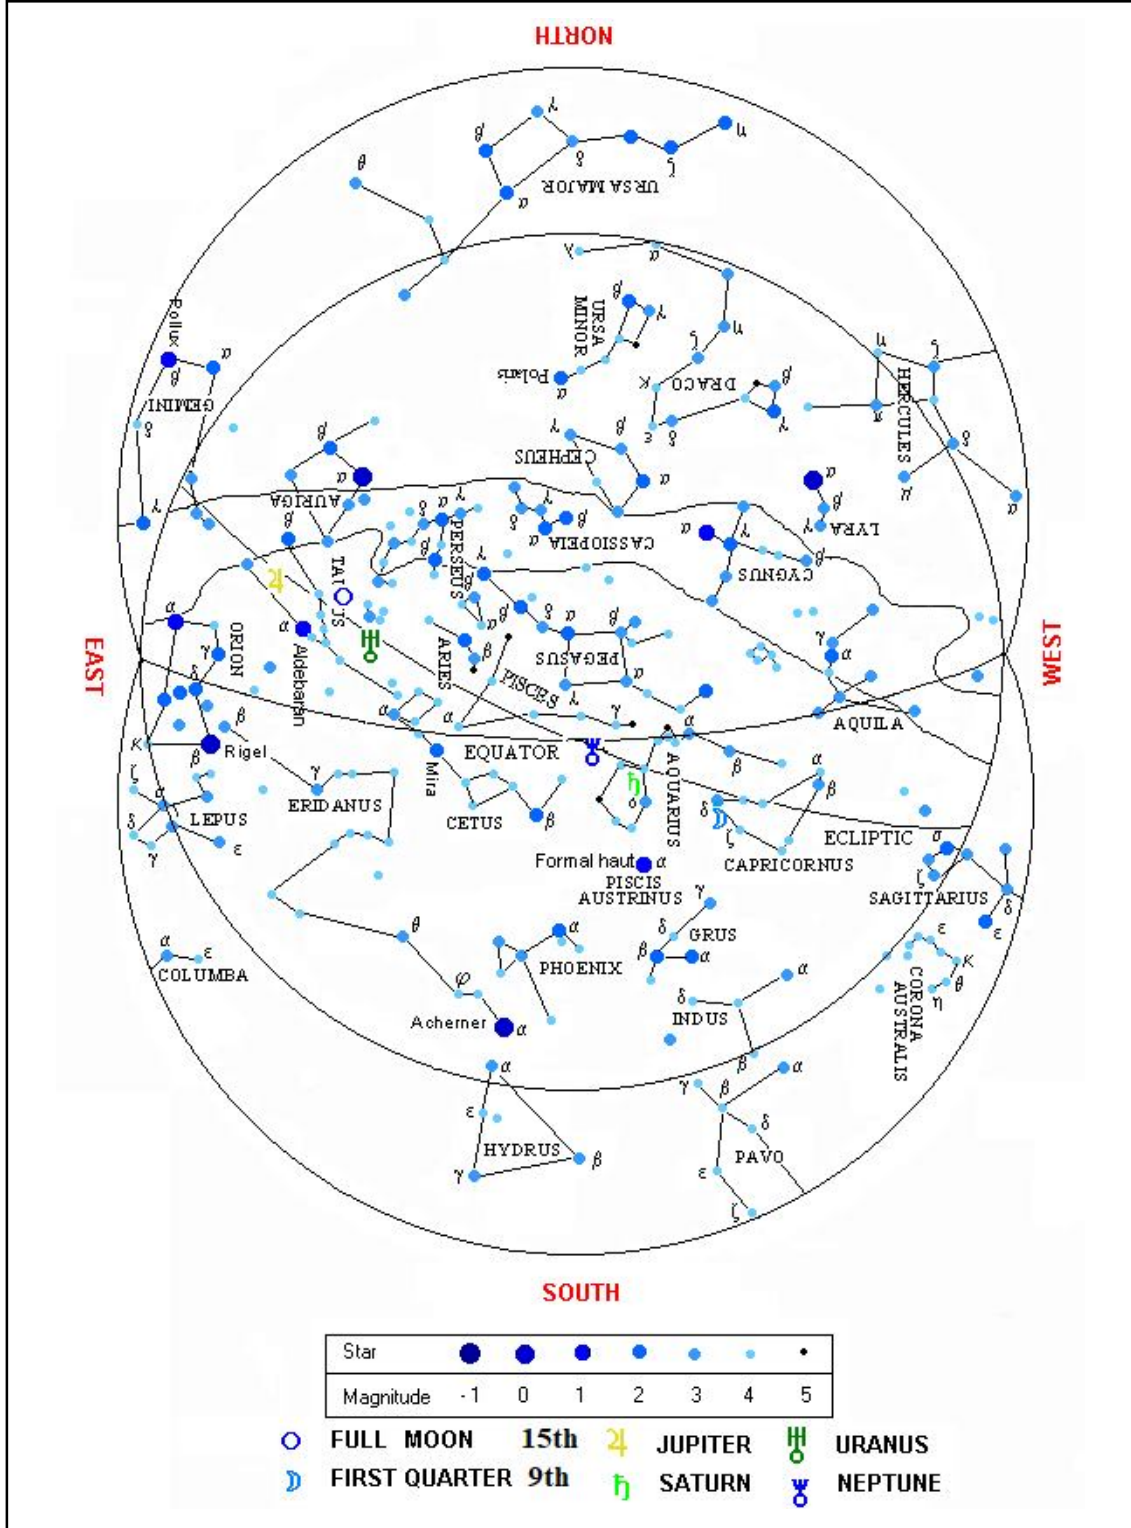 NORTH
γ
β
η
δ
ζ
θ
URSA MAJOR
α
λ
α
URSA MINOR
β
γ
η
Pollux
α
β
GEMINI
ζ
Polaris
κ
DRACO
β
η
ζ
π
HERCULES
δ
ε
δ
γ
δ
β
γ
CEPHEUS
β
α
α
μ
α
AURIGA
γ
β
γ
LYRA
γ
δ
γ
PERSEUS
β
δ
γ
β
α
CASSIOPEIA
α
γ
β
CYGNUS
β
TAURUS
γ
β
α
α
ORION
γ
α
Aldebaran
ARIES
β
δ
α
β
PEGASUS
γ
α
γ
α
EAST
WEST
δ
PISCES
γ
AQUILA
κ
β
Rigel
β
α
α
EQUATOR
Mira
α
AQUARIUS
β
α
β
ζ
α
δ
γ
LEPUS
ε
γ
ERIDANUS
CETUS
β
δ
δ
ζ
CAPRICORNUS
ECLIPTIC
Formal haut
α
PISCIS
AUSTRINUS
σ
ζ
SAGITTARIUS
δ
ε
α
ε
COLUMBA
θ
α
PHOENIX
γ
δ
GRUS
β
α
ε
κ
θ
η
CORONA
AUSTRALIS
φ
Acherner
α
δ
INDUS
α
β
α
ε
HYDRUS
γ
β
γ
β
α
δ
PAVO
ε
ζ
SOUTH
Star
Magnitude -1 0 1 2 3 4 5
FULL MOON 15th JUPITER URANUS
FIRST QUARTER 9th SATURN NEPTUNE